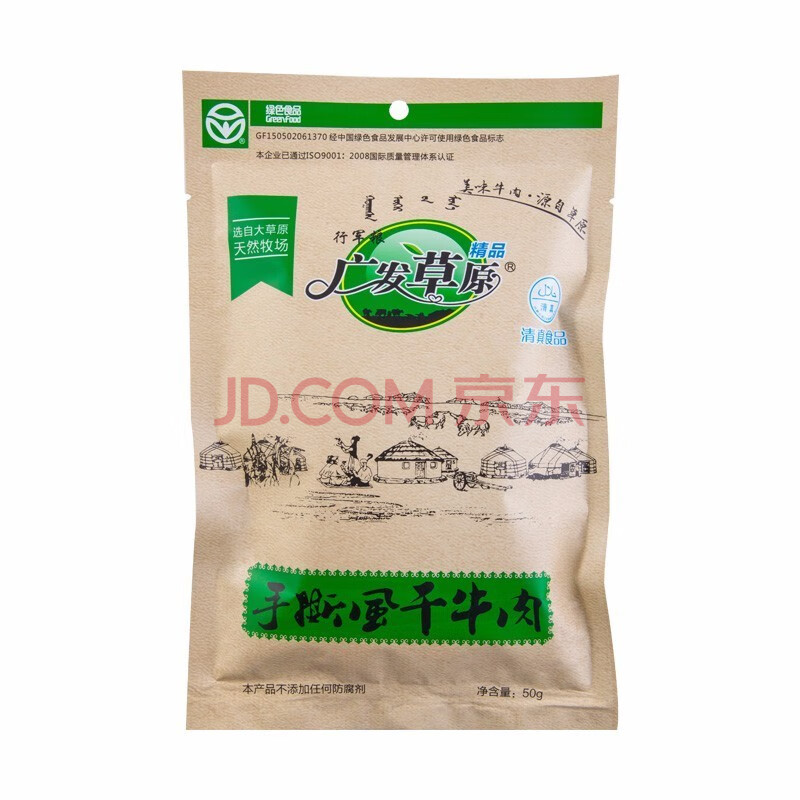 绿色食品
GreenFood
®
GF150502061370 经中国绿色食品发展中心许可使用绿色食品标志
本企业已通过ISO9001：2008国际质量管理体系认证
美味牛肉·源自草原
选自大草原
天然牧场
行军粮
精品
广发草原®
清真
清真食品
JD.COM 京东
手撕风干牛肉
本产品不添加任何防腐剂
净含量：50g